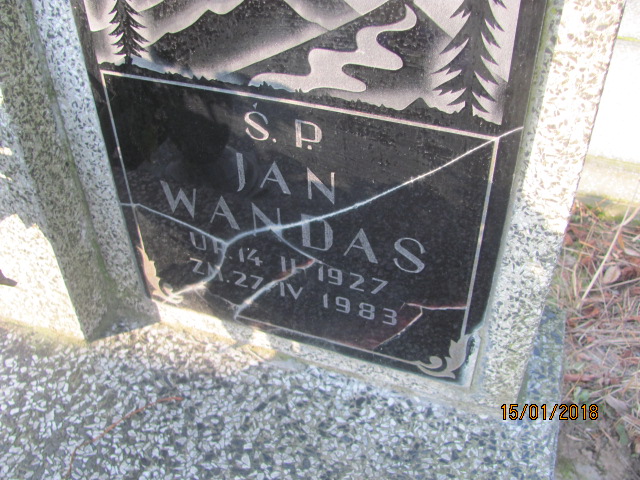 Ś. P.
JAN
WANDAS
UR. 14 II 1927
ZM. 27 IV 1983
15/01/2018